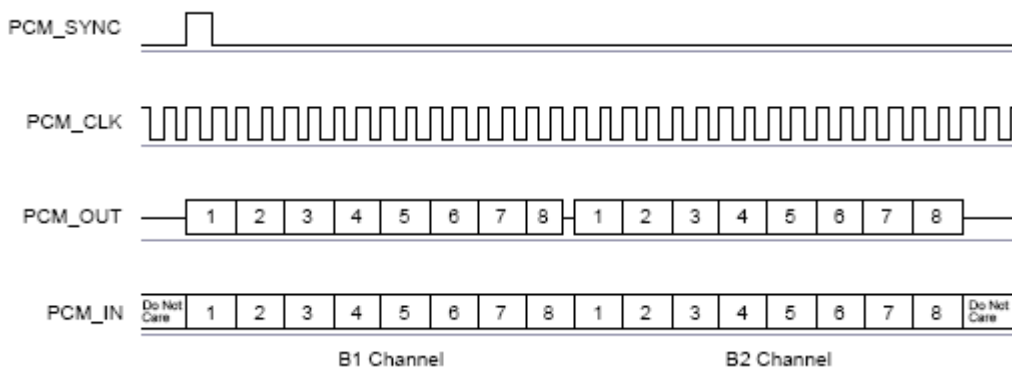 PCM_SYNC
PCM_CLK
PCM_OUT 1 2 3 4 5 6 7 8 1 2 3 4 5 6 7 8
PCM_IN Do Not Care 1 2 3 4 5 6 7 8 1 2 3 4 5 6 7 8 Do Not Care
B1 Channel B2 Channel